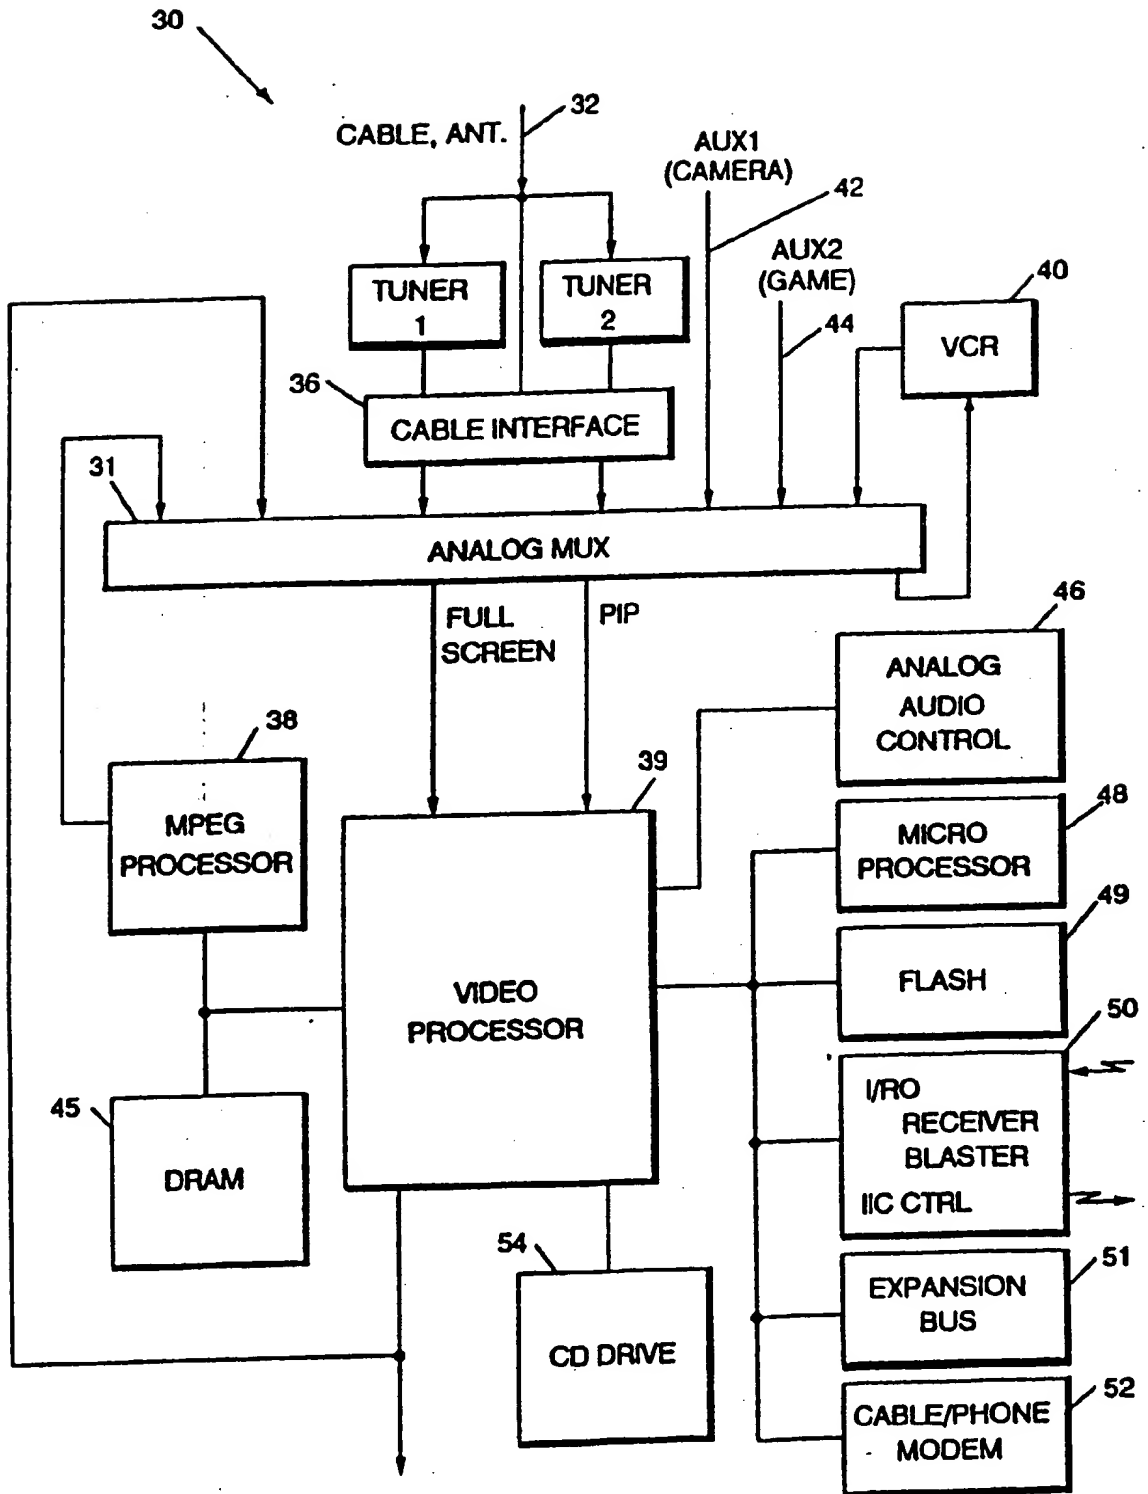 30
32
CABLE, ANT.
AUX1
(CAMERA)
42
AUX2
(GAME)
44
40
VCR
TUNER
1
TUNER
2
36
CABLE INTERFACE
31
ANALOG MUX
FULL
SCREEN
PIP
46
ANALOG
AUDIO
CONTROL
38
MPEG
PROCESSOR
39
VIDEO
PROCESSOR
48
MICRO
PROCESSOR
49
FLASH
50
I/RO
RECEIVER
BLASTER
IIC CTRL
45
DRAM
54
CD DRIVE
51
EXPANSION
BUS
52
CABLE/PHONE
MODEM